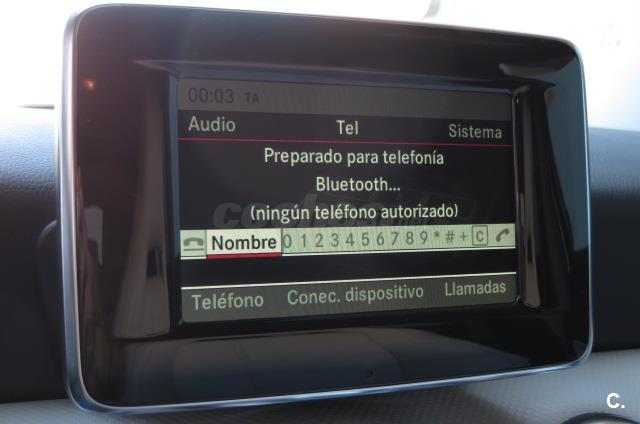 00:03 TA
Audio Tel Sistema
Preparado para telefonía
Bluetooth...
(ningún teléfono autorizado)
Nombre 0 1 2 3 4 5 6 7 8 9 * # + C
Teléfono Conec. dispositivo Llamadas
C.